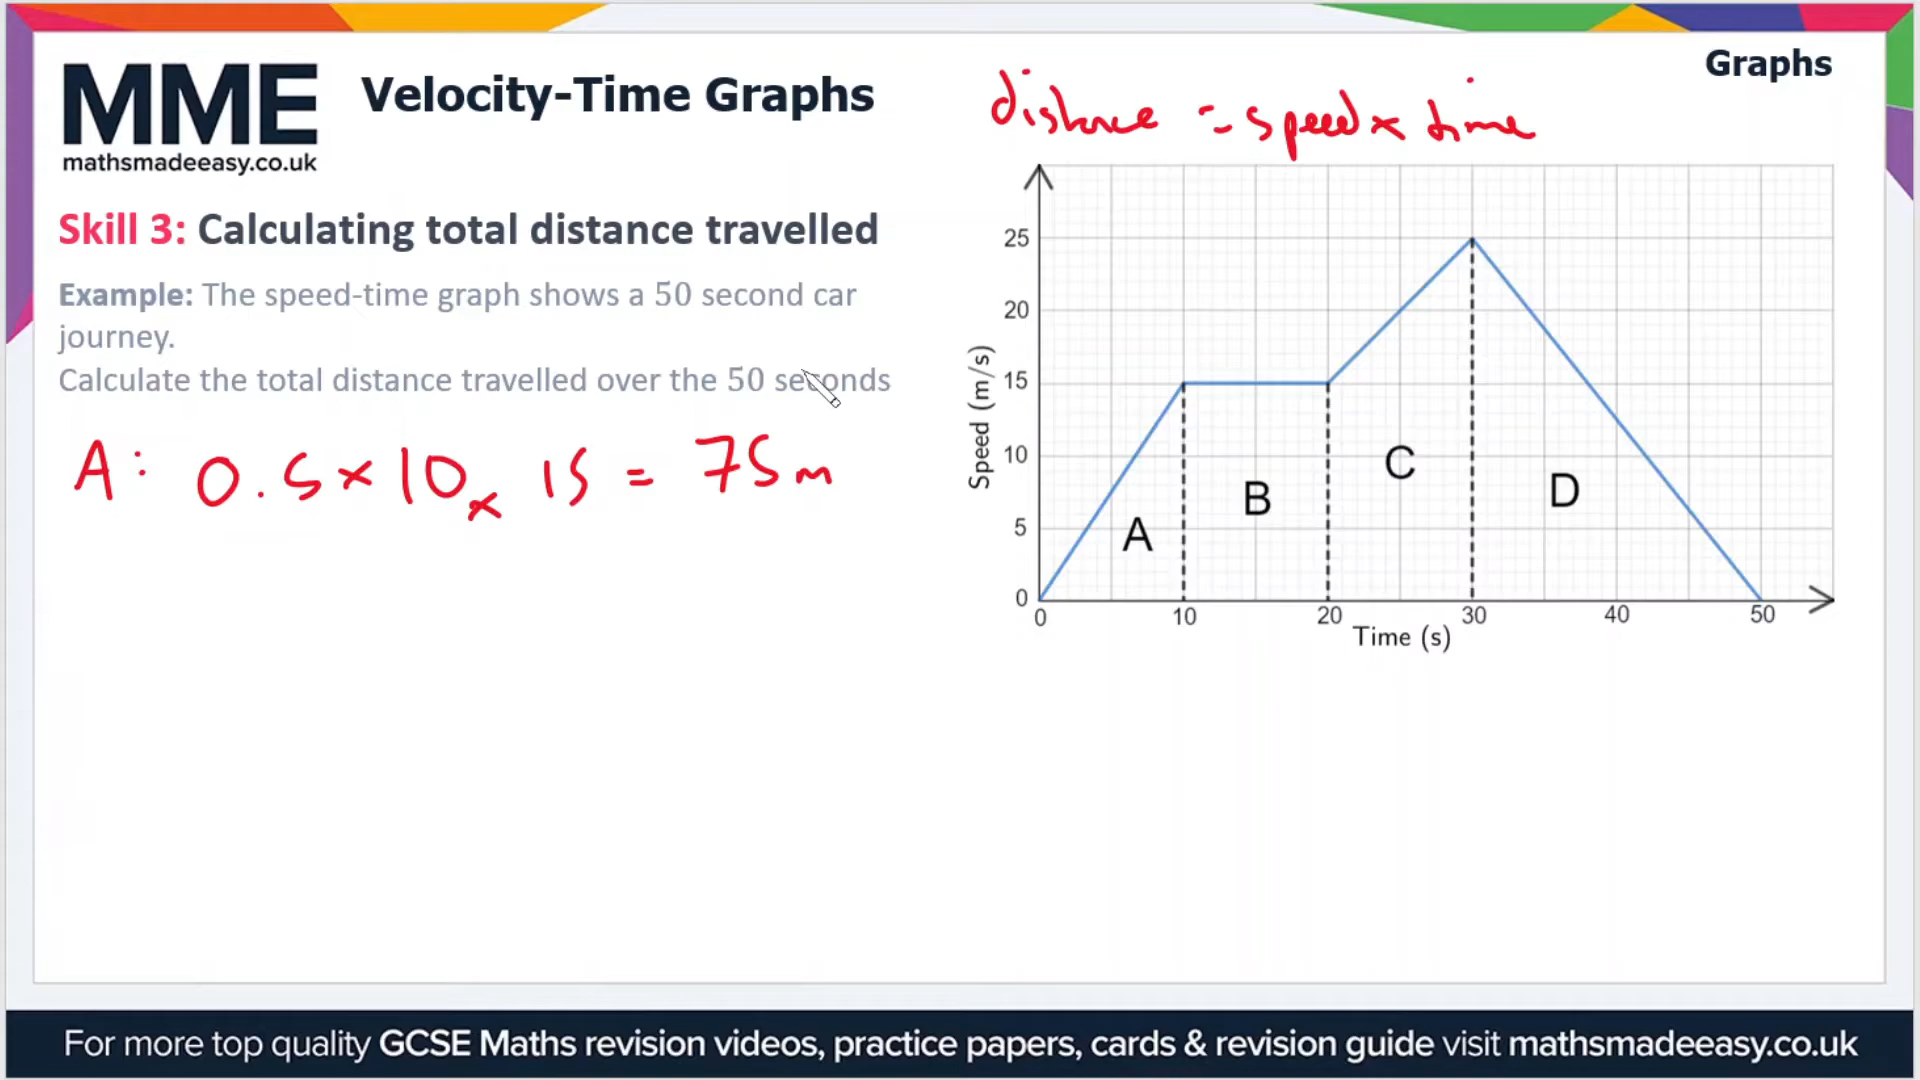 Graphs
MME
mathsmadeeasy.co.uk
Velocity-Time Graphs
distance = speed × time
Skill 3: Calculating total distance travelled
Example: The speed-time graph shows a 50 second car
journey.
Calculate the total distance travelled over the 50 seconds
A: 0.5 × 10 × 15 = 75m
Speed (m/s)
25
20
15
10
5
0
A
B
C
D
0 10 20 30 40 50
Time (s)
For more top quality GCSE Maths revision videos, practice papers, cards & revision guide visit mathsmadeeasy.co.uk